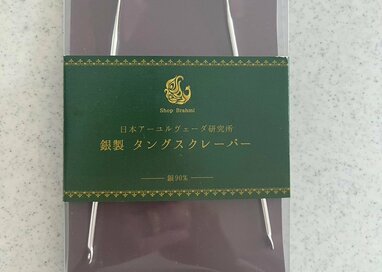 Shop Brahmi
日本アーユルヴェーダ研究所
銀製 タングスクレーパー
銀90%